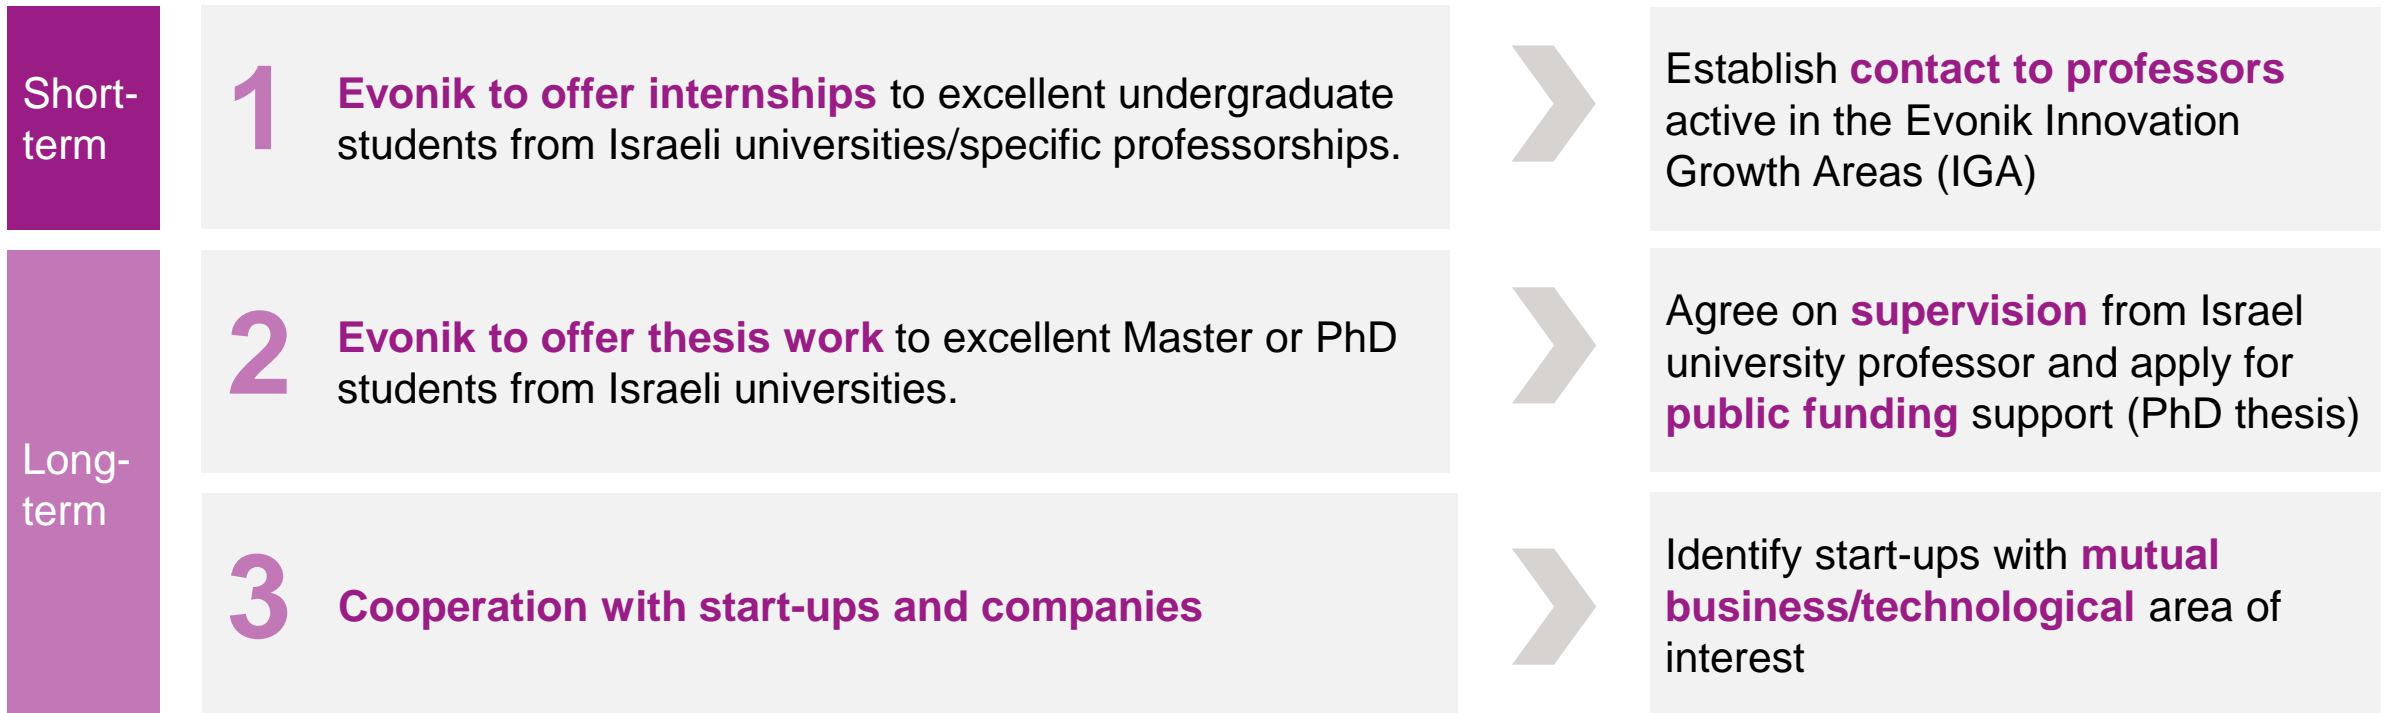 Short-
term
1
Evonik to offer internships to excellent undergraduate
students from Israeli universities/specific professorships.
Establish contact to professors
active in the Evonik Innovation
Growth Areas (IGA)
Long-
term
2
Evonik to offer thesis work to excellent Master or PhD
students from Israeli universities.
Agree on supervision from Israel
university professor and apply for
public funding support (PhD thesis)
3
Cooperation with start-ups and companies
Identify start-ups with mutual
business/technological area of
interest